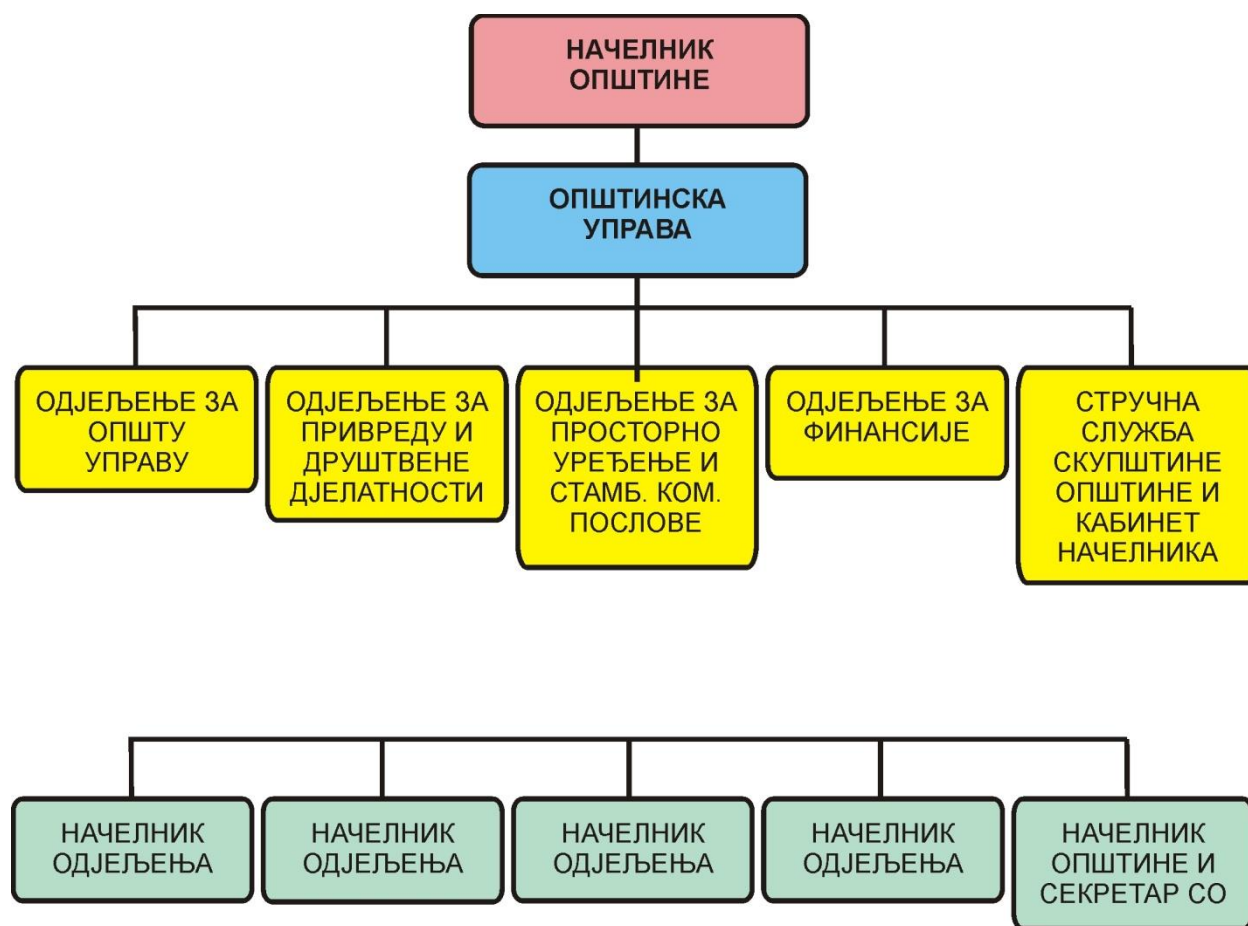 НАЧЕЛНИК
ОПШТИНЕ
ОПШТИНСКА
УПРАВА
ОДЈЕЉЕЊЕ ЗА
ОПШТУ
УПРАВУ
ОДЈЕЉЕЊЕ ЗА
ПРИВРЕДУ И
ДРУШТВЕНЕ
ДЈЕЛАТНОСТИ
ОДЈЕЉЕЊЕ ЗА
ПРОСТОРНО
УРЕЂЕЊЕ И
СТАМБ. КОМ.
ПОСЛОВЕ
ОДЈЕЉЕЊЕ ЗА
ФИНАНСИЈЕ
СТРУЧНА
СЛУЖБА
СКУПШТИНЕ
ОПШТИНЕ И
КАБИНЕТ
НАЧЕЛНИКА
НАЧЕЛНИК
ОДЈЕЉЕЊА
НАЧЕЛНИК
ОДЈЕЉЕЊА
НАЧЕЛНИК
ОДЈЕЉЕЊА
НАЧЕЛНИК
ОДЈЕЉЕЊА
НАЧЕЛНИК
ОПШТИНЕ И
СЕКРЕТАР СО